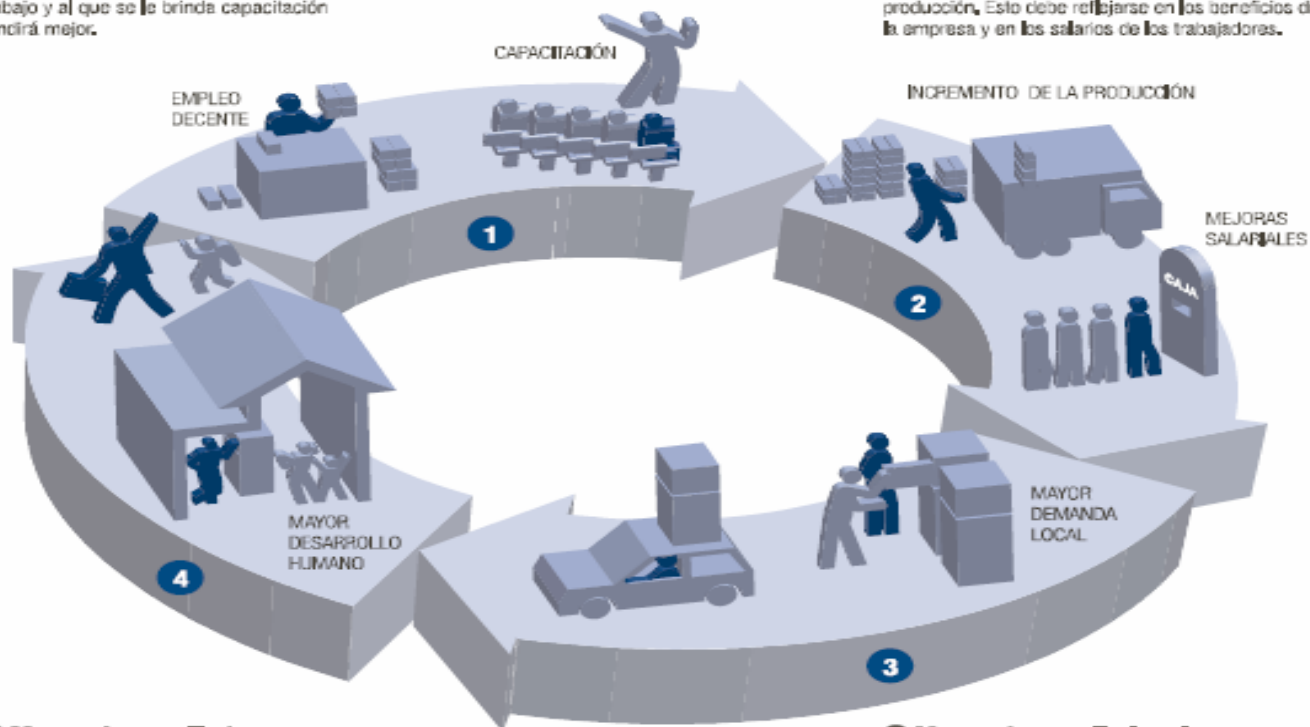 bajo y al que se le brinda capacitación
ndirá mejor.
producción. Esto debe reflejarse en los beneficios d
la empresa y en los salarios de los trabajadores.
CAPACITACIÓN
EMPLEO
DECENTE
INCREMENTO DE LA PRODUCCIÓN
MEJORAS
SALARIALES
CAJA
1
2
MAYOR
DEMANDA
LOCAL
MAYOR
DESARROLLO
HUMANO
4
3